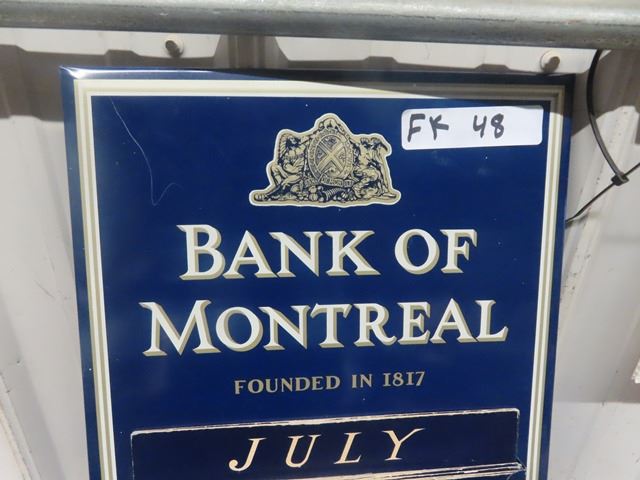 FK 48
BANK OF
MONTREAL
FOUNDED IN 1817
JULY